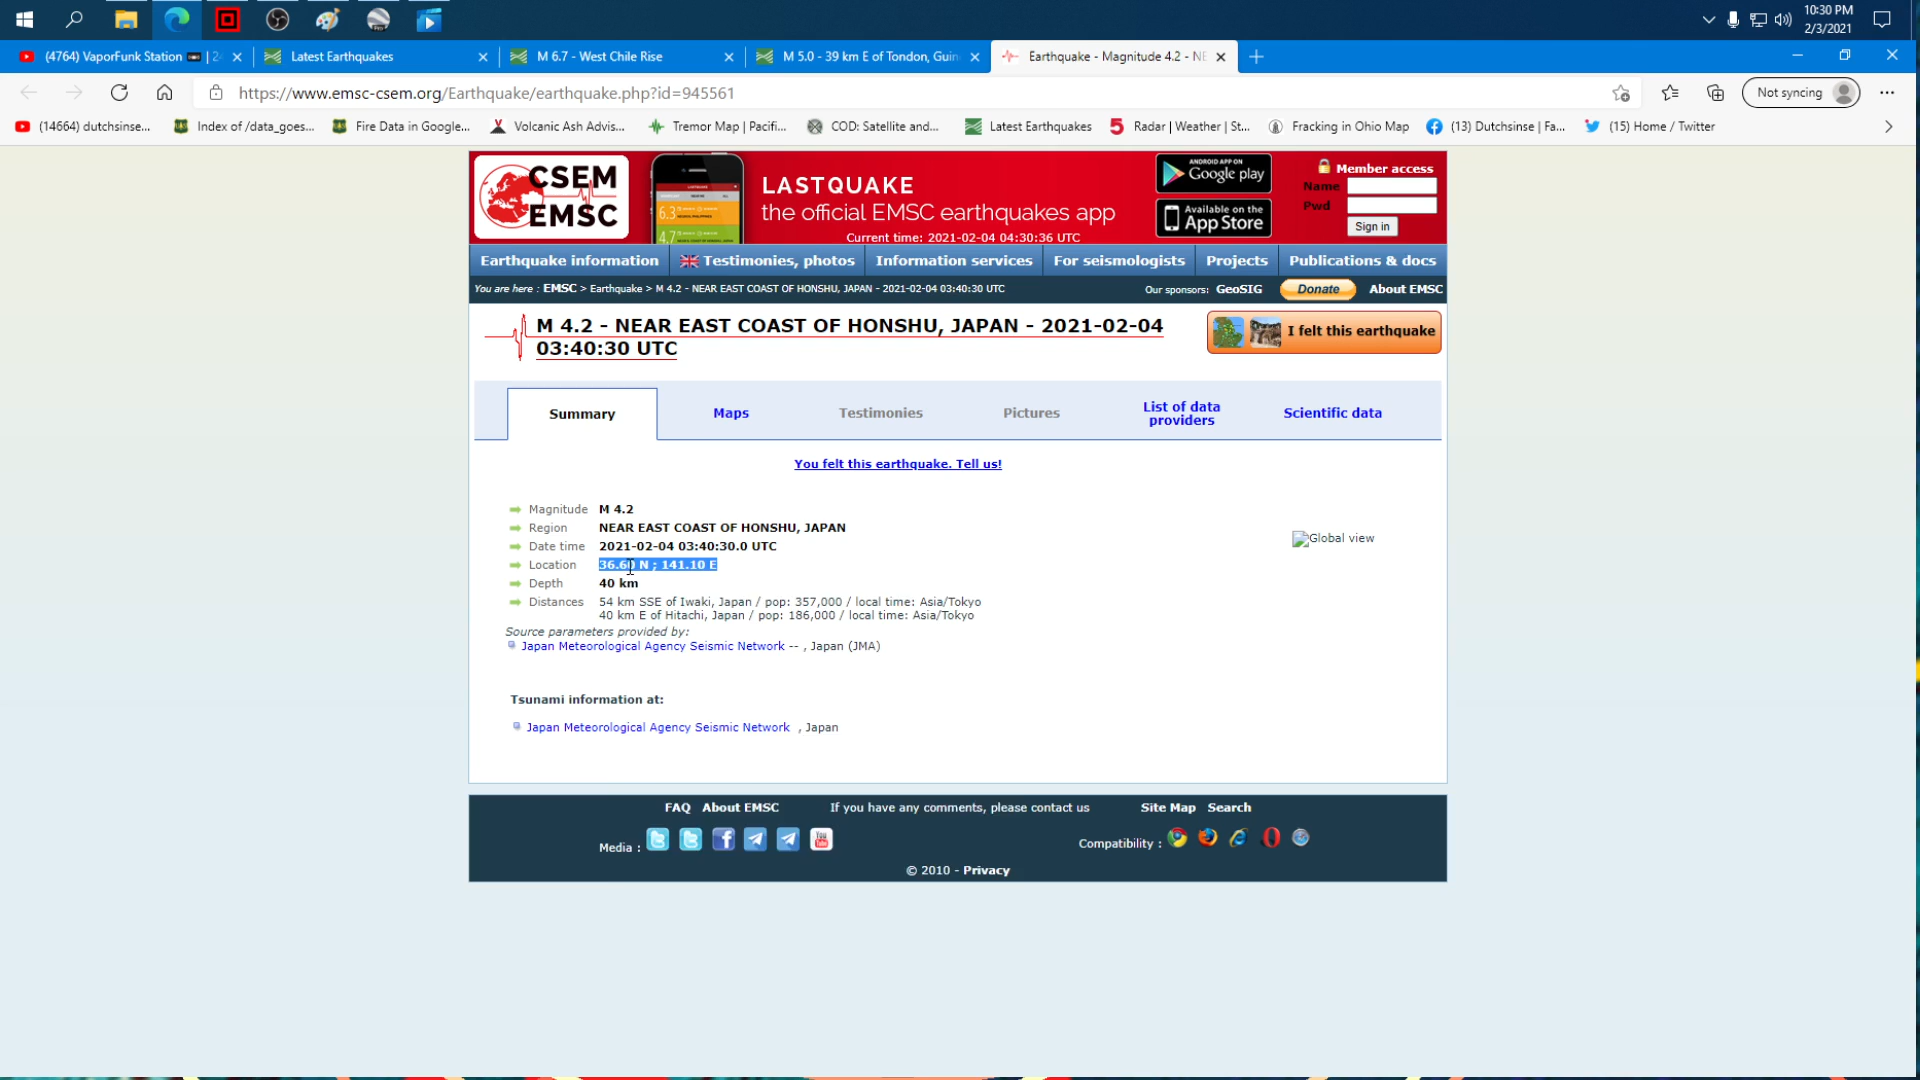 10:30 PM
2/3/2021
(4764) VaporFunk Station
Latest Earthquakes
M 6.7 - West Chile Rise
M 5.0 - 39 km E of Tondon, Guin
Earthquake - Magnitude 4.2 - NE
https://www.emsc-csem.org/Earthquake/earthquake.php?id=945561
Not syncing
(14664) dutchsinse...
Index of /data_goes...
Fire Data in Google...
Volcanic Ash Advis...
Tremor Map | Pacifi...
COD: Satellite and...
Latest Earthquakes
Radar | Weather | St...
Fracking in Ohio Map
(13) Dutchsinse | Fa...
(15) Home / Twitter
CSEM
EMSC
LASTQUAKE
the official EMSC earthquakes app
Current time: 2021-02-04 04:30:36 UTC
ANDROID APP ON
Google play
Available on the
App Store
Member access
Name
Pwd
Sign in
Earthquake information
Testimonies, photos
Information services
For seismologists
Projects
Publications & docs
You are here : EMSC > Earthquake > M 4.2 - NEAR EAST COAST OF HONSHU, JAPAN - 2021-02-04 03:40:30 UTC
Our sponsors: GeoSIG
Donate
About EMSC
M 4.2 - NEAR EAST COAST OF HONSHU, JAPAN - 2021-02-04
03:40:30 UTC
I felt this earthquake
Summary
Maps
Testimonies
Pictures
List of data
providers
Scientific data
You felt this earthquake. Tell us!
Magnitude M 4.2
Region NEAR EAST COAST OF HONSHU, JAPAN
Date time 2021-02-04 03:40:30.0 UTC
Location 36.60 N ; 141.10 E
Depth 40 km
Distances 54 km SSE of Iwaki, Japan / pop: 357,000 / local time: Asia/Tokyo
40 km E of Hitachi, Japan / pop: 186,000 / local time: Asia/Tokyo
Global view
Source parameters provided by:
Japan Meteorological Agency Seismic Network -- , Japan (JMA)
Tsunami information at:
Japan Meteorological Agency Seismic Network , Japan
FAQ About EMSC
If you have any comments, please contact us
Site Map Search
Media :
Compatibility :
© 2010 - Privacy